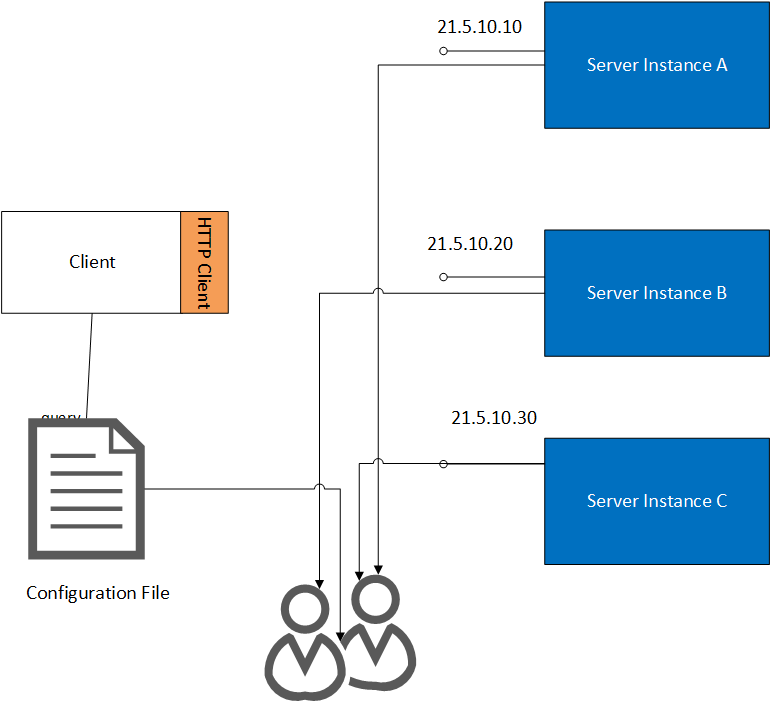 21.5.10.10
Server Instance A
HTTP Client
Client
21.5.10.20
Server Instance B
query
21.5.10.30
Server Instance C
Configuration File